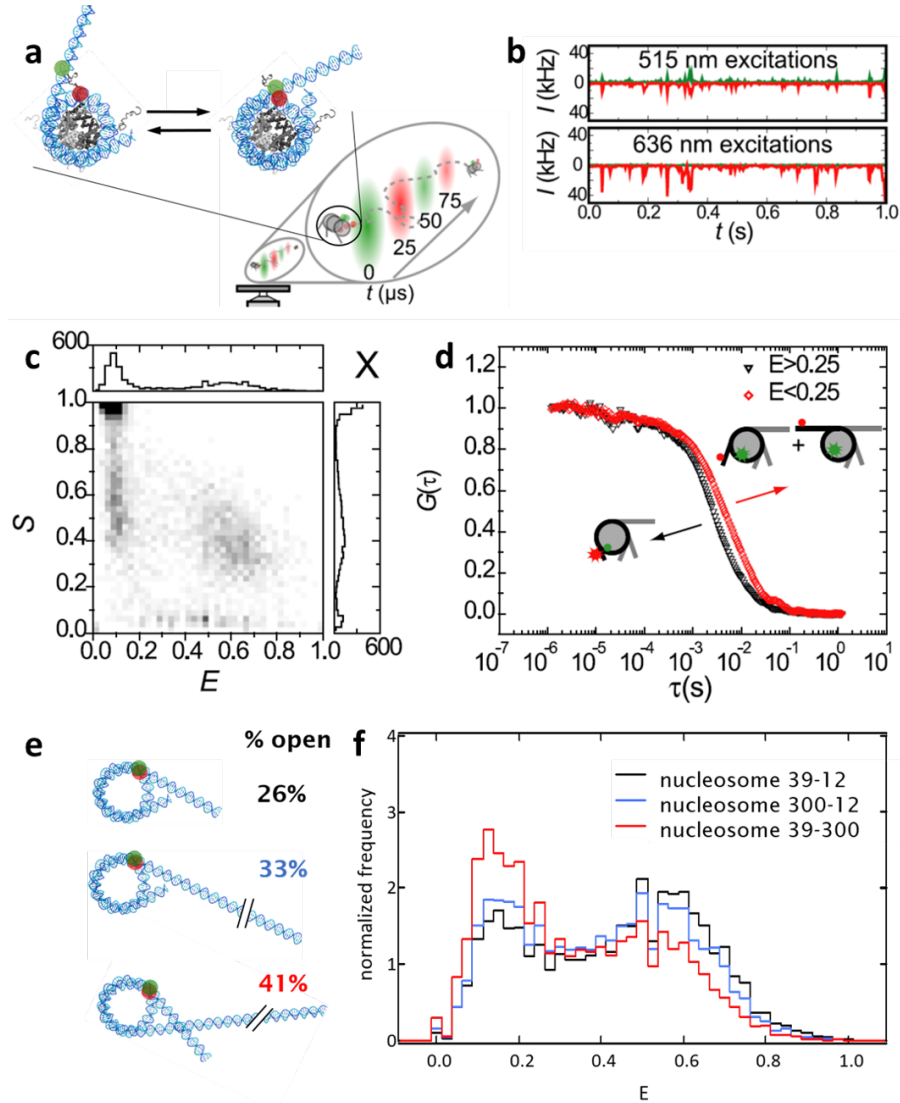 a
0
25
50
75
t (µs)
b
515 nm excitations
636 nm excitations
I (kHz)
40
0
40
I (kHz)
40
0
40
0.0 0.2 0.4 0.6 0.8 1.0
t (s)
c
600
1.0
X
1.0
0.8
0.6
0.4
0.2
0.0
S
0.0 0.2 0.4 0.6 0.8 1.0
E
600
d
1.2
1.0
0.8
0.6
0.4
0.2
0.0
G(τ)
E>0.25
E<0.25
+
10⁻⁷ 10⁻⁶ 10⁻⁵ 10⁻⁴ 10⁻³ 10⁻² 10⁻¹ 10⁰ 10¹
τ(s)
e
% open
26%
33%
41%
f
4
3
2
1
0
normalized frequency
nucleosome 39-12
nucleosome 300-12
nucleosome 39-300
0.0 0.2 0.4 0.6 0.8 1.0
E